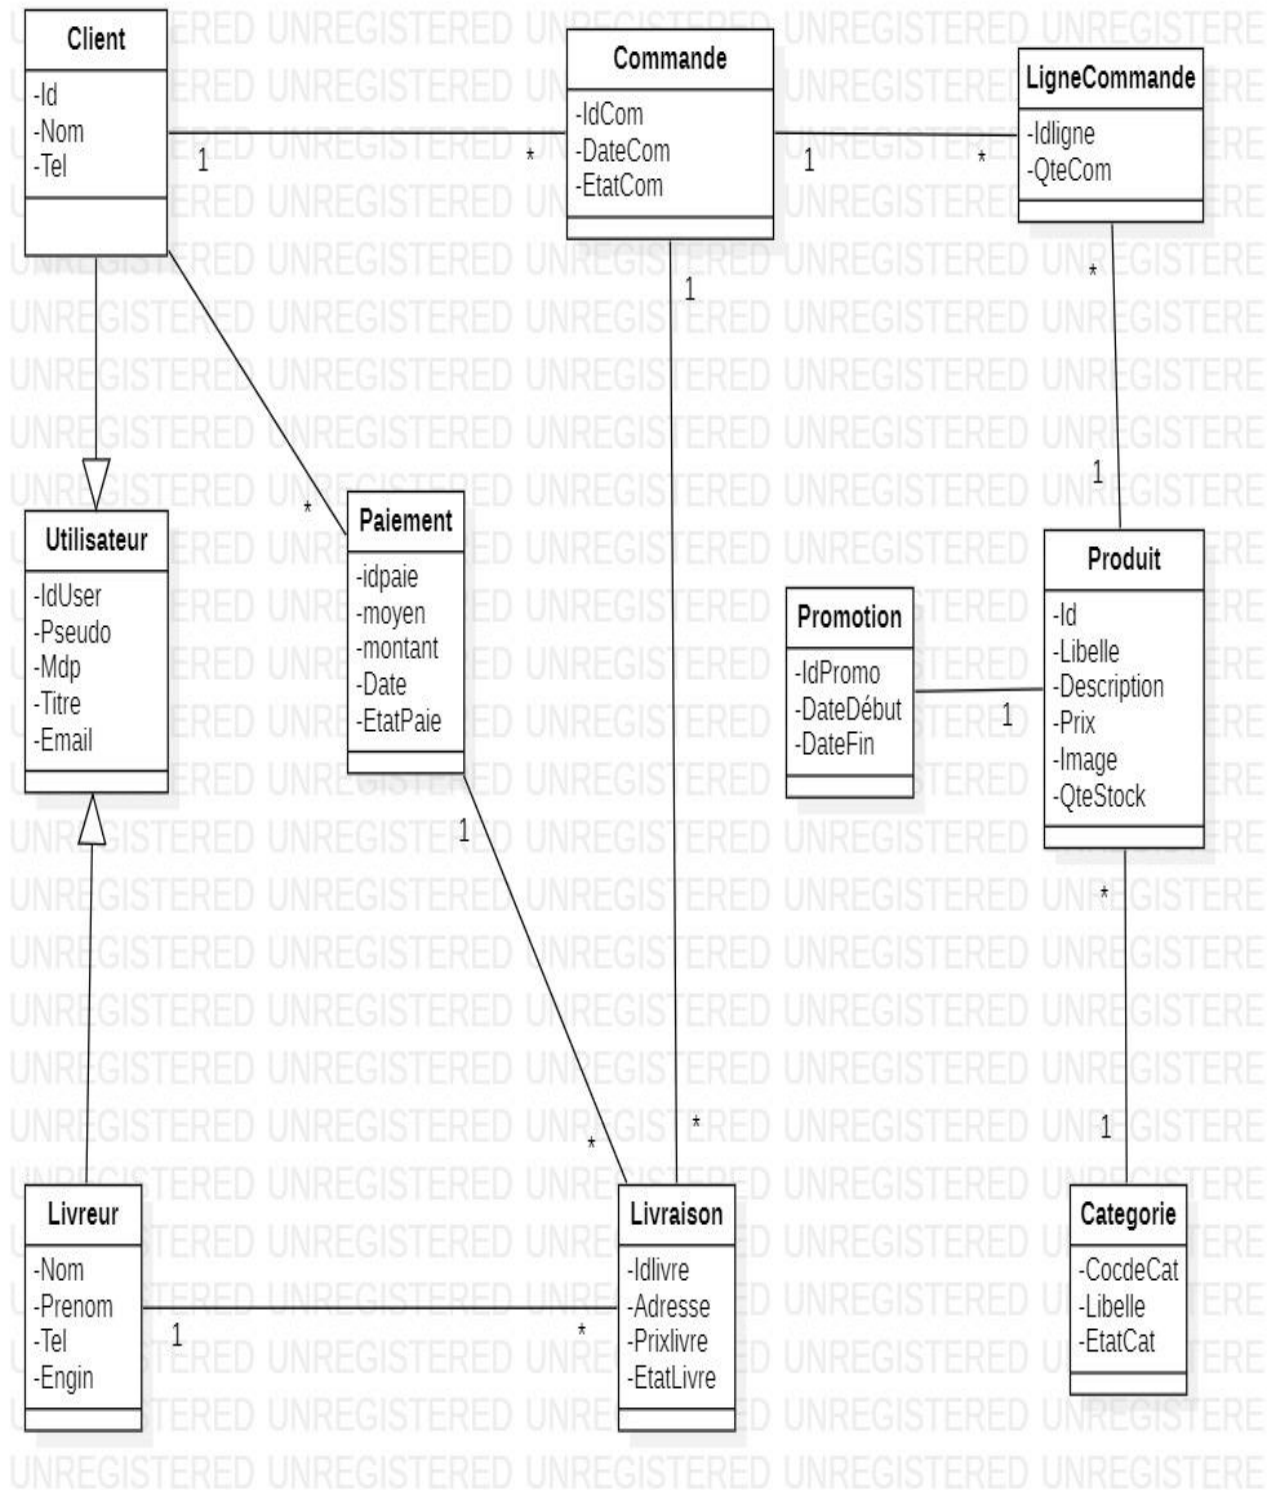 Client
-Id
-Nom
-Tel
1
*
Commande
-IdCom
-DateCom
-EtatCom
1
*
LigneCommande
-Idligne
-QteCom
*
1
1
*
Utilisateur
-IdUser
-Pseudo
-Mdp
-Titre
-Email
Paiement
-idpaie
-moyen
-montant
-Date
-EtatPaie
1
*
Promotion
-IdPromo
-DateDébut
-DateFin
1
Produit
-Id
-Libelle
-Description
-Prix
-Image
-QteStock
*
1
*
Livreur
-Nom
-Prenom
-Tel
-Engin
1
*
Livraison
-Idlivre
-Adresse
-Prixlivre
-EtatLivre
Categorie
-CocdeCat
-Libelle
-EtatCat
UNREGISTERED UNREGISTERED UNREGISTERED UNREGISTERED UNREGISTERE